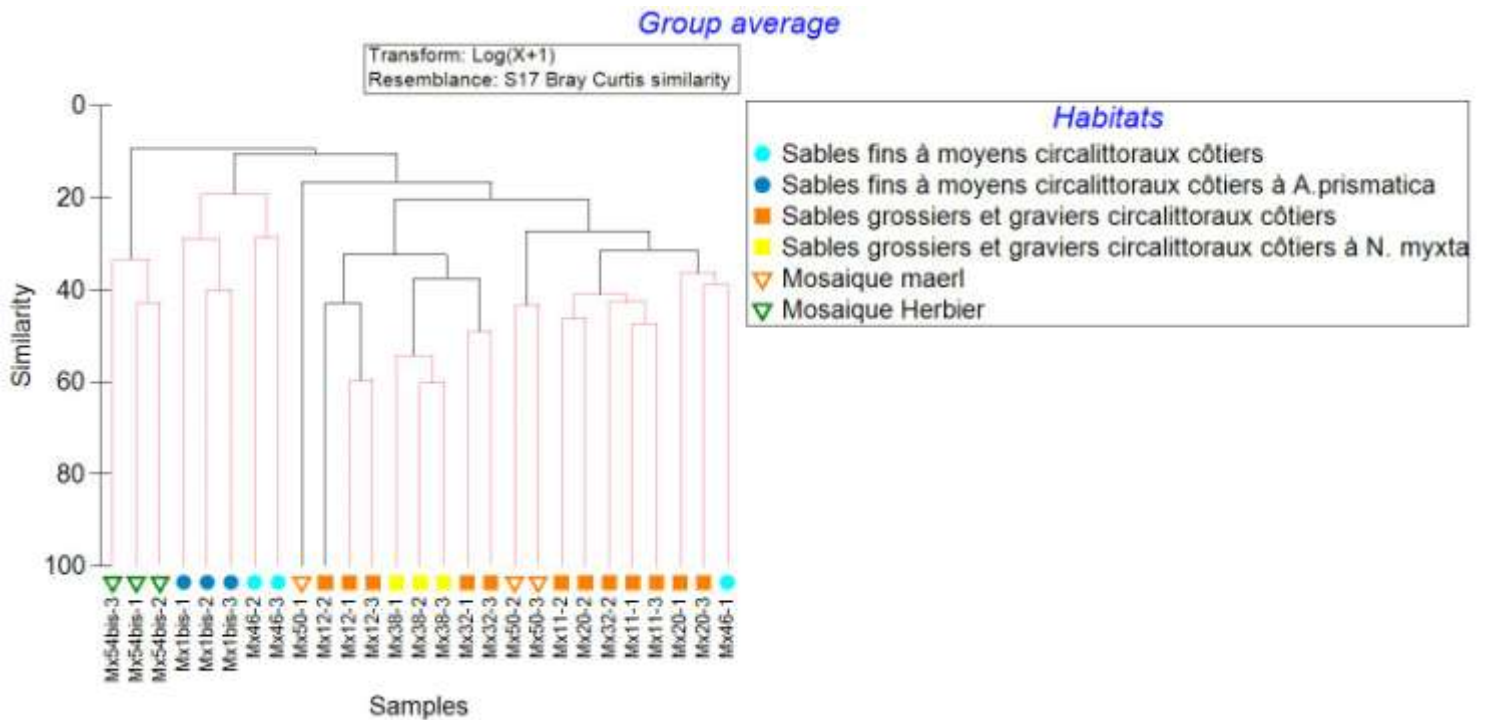 Group average
Transform: Log(X+1)
Resemblance: S17 Bray Curtis similarity
Habitats
Sables fins à moyens circalittoraux côtiers
Sables fins à moyens circalittoraux côtiers à A.prismatica
Sables grossiers et graviers circalittoraux côtiers
Sables grossiers et graviers circalittoraux côtiers à N. myxta
Mosaique maerl
Mosaique Herbier
Similarity
0
20
40
60
80
100
Mx54bis-3
Mx54bis-1
Mx54bis-2
Mx1bis-1
Mx1bis-2
Mx1bis-3
Mx46-2
Mx46-3
Mx50-1
Mx12-2
Mx12-1
Mx12-3
Mx38-1
Mx38-2
Mx38-3
Mx32-1
Mx32-3
Mx50-2
Mx50-3
Mx11-2
Mx20-2
Mx32-2
Mx11-1
Mx11-3
Mx20-1
Mx20-3
Mx46-1
Samples